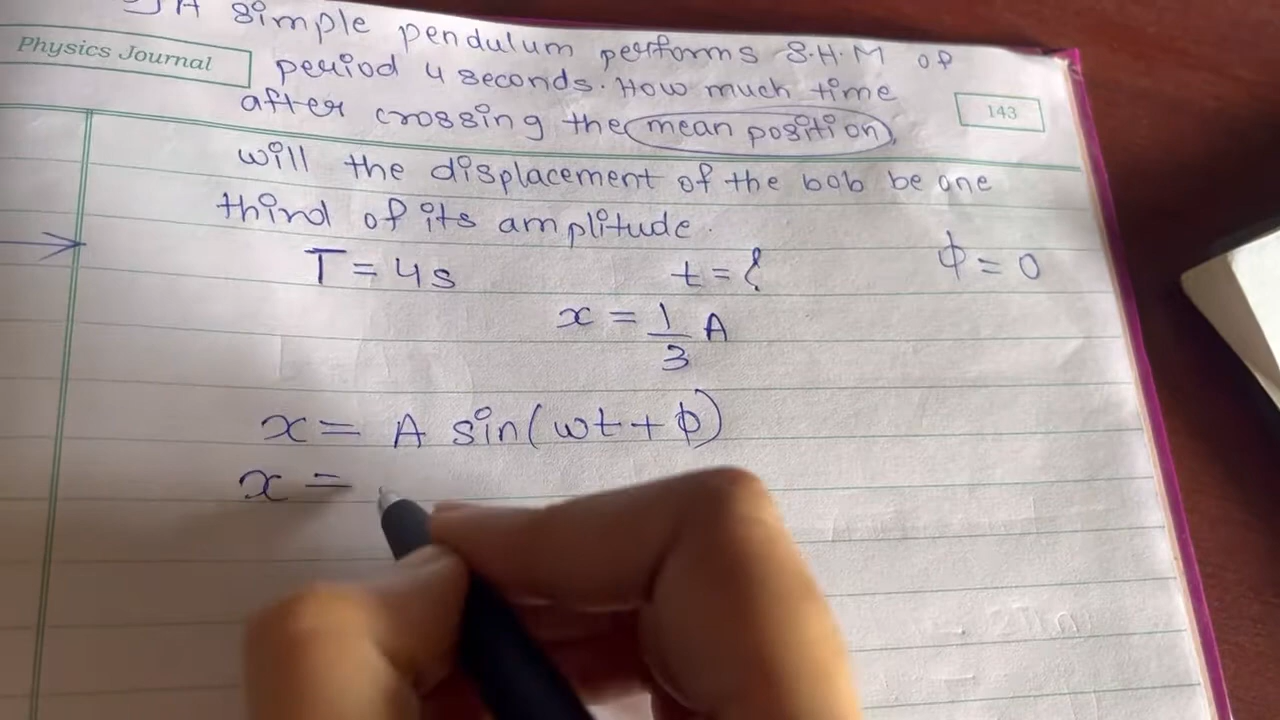 A simple pendulum performs S.H.M of
Physics Journal
period 4 seconds. How much time
after crossing the mean position,
143
will the displacement of the bob be one
third of its amplitude.
T = 4s t = ? ϕ = 0
x = 1/3 A
x = A sin(ωt + ϕ)
x =